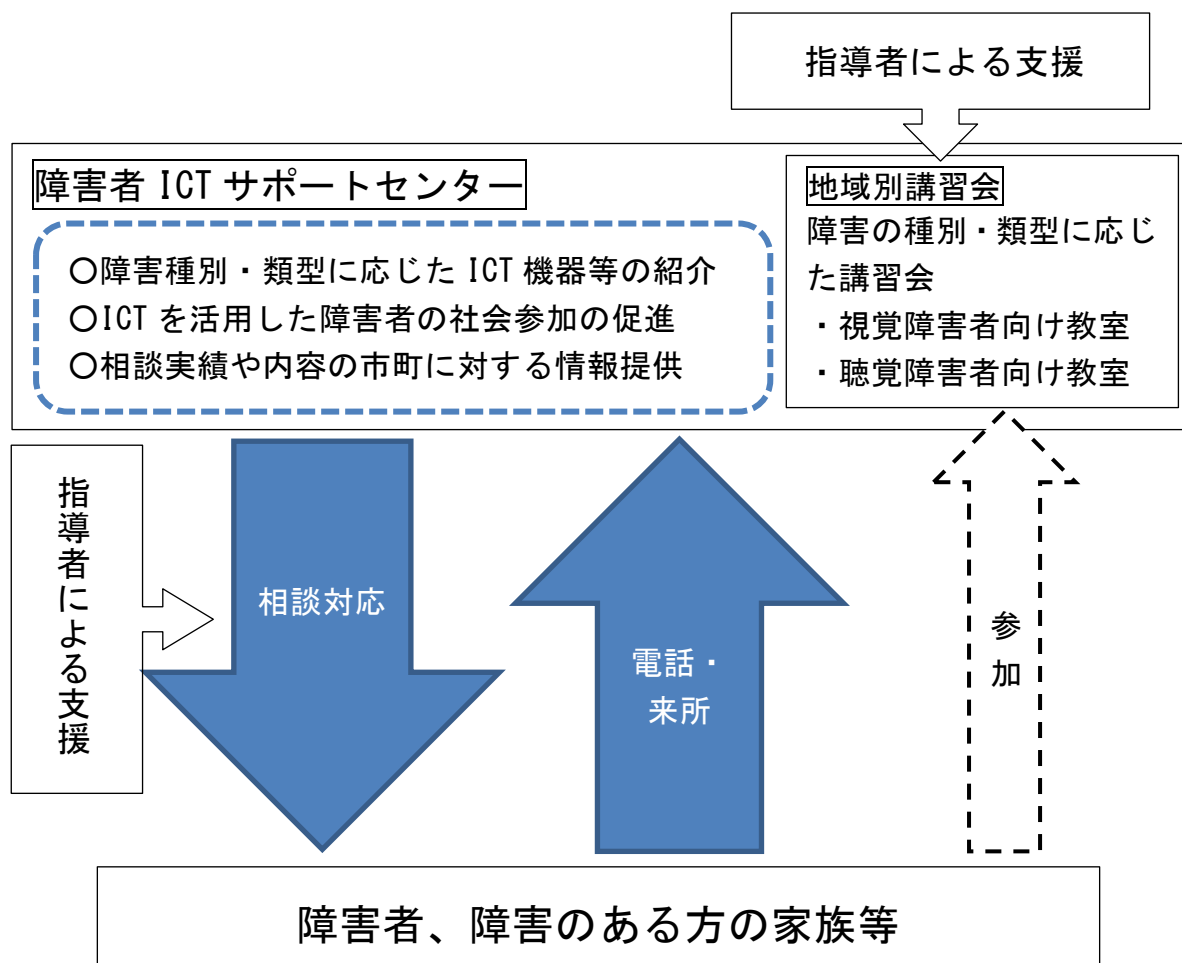 指導者による支援
障害者 ICT サポートセンター
〇障害種別・類型に応じた ICT 機器等の紹介
〇ICT を活用した障害者の社会参加の促進
〇相談実績や内容の市町に対する情報提供
地域別講習会
障害の種別・類型に応じ
た講習会
・視覚障害者向け教室
・聴覚障害者向け教室
指導者による支援
相談対応
電話・
来所
参加
障害者、障害のある方の家族等